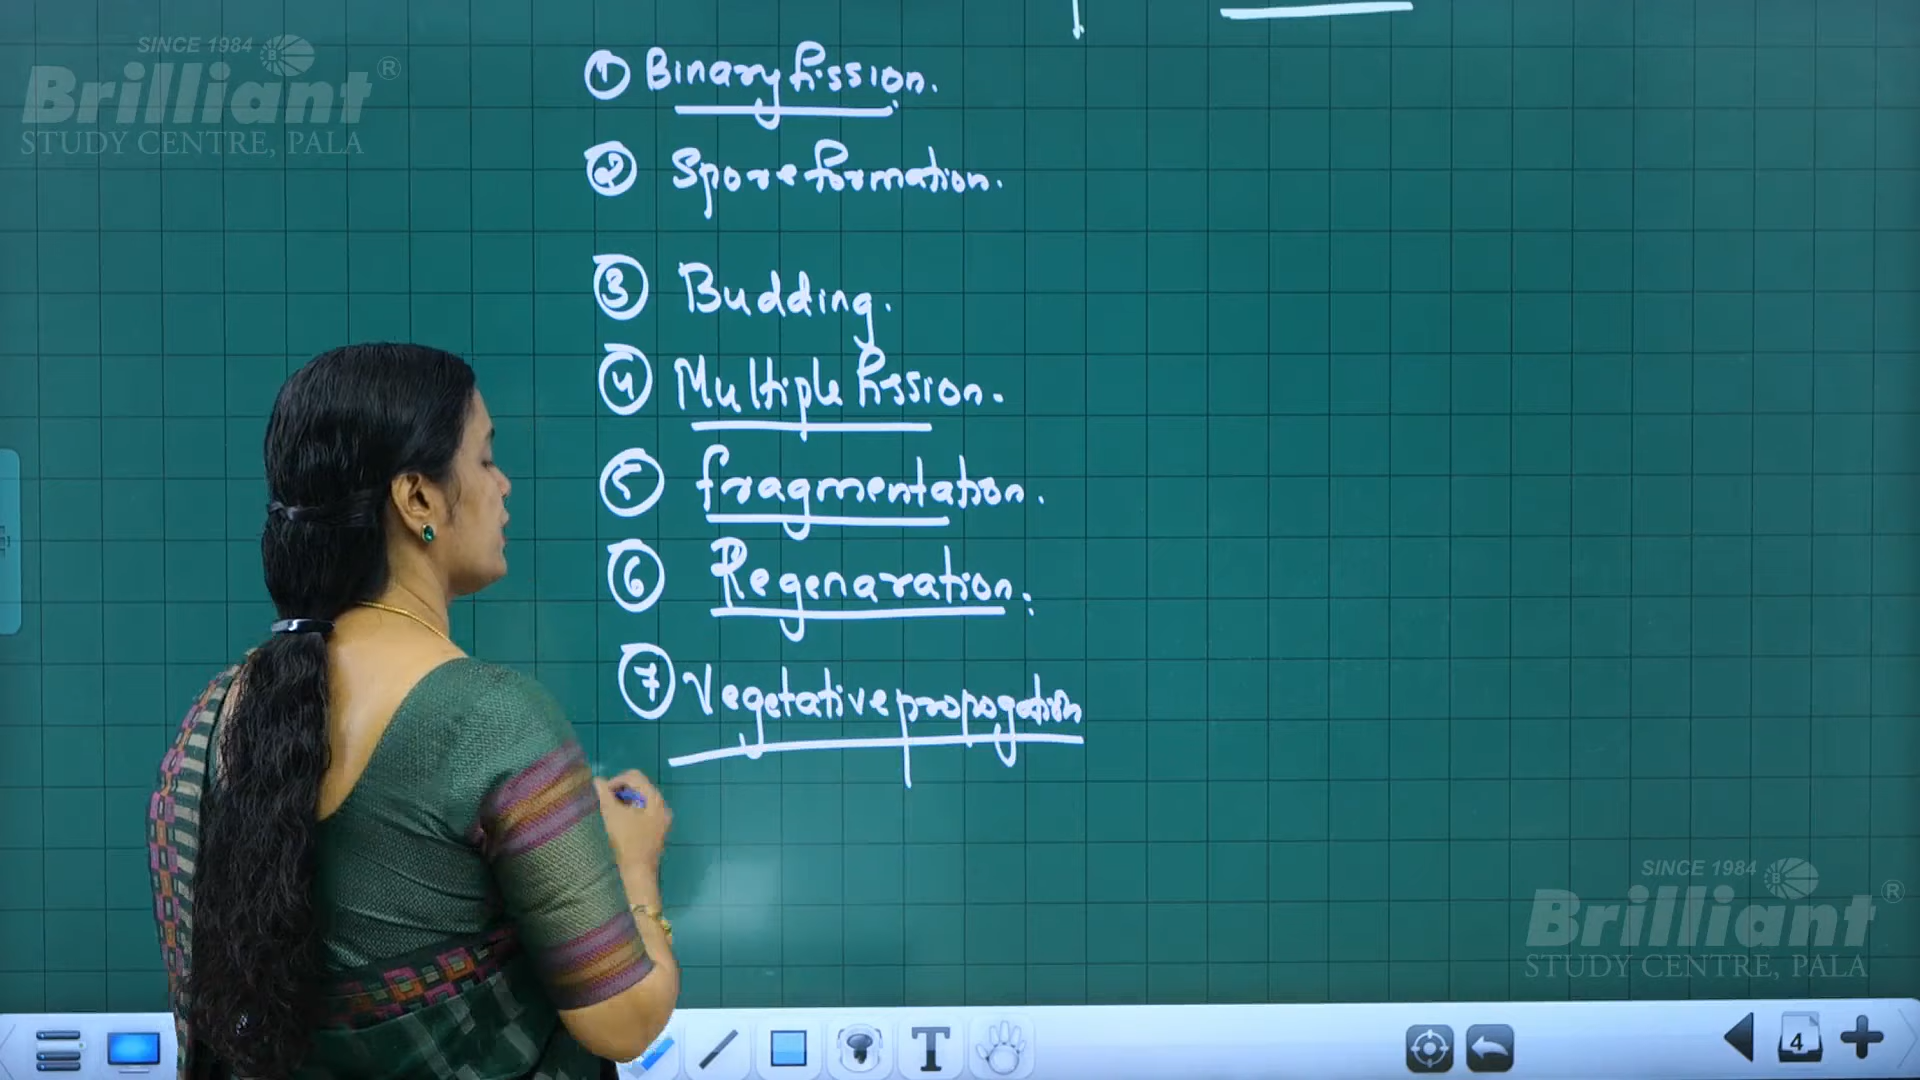 SINCE 1984
Brilliant®
STUDY CENTRE, PALA
1 Binary fission.
2 Spore formation.
3 Budding.
4 Multiple fission.
5 fragmentation.
6 Regenaration.
7 Vegetative propogation
SINCE 1984
Brilliant®
STUDY CENTRE, PALA
T
4